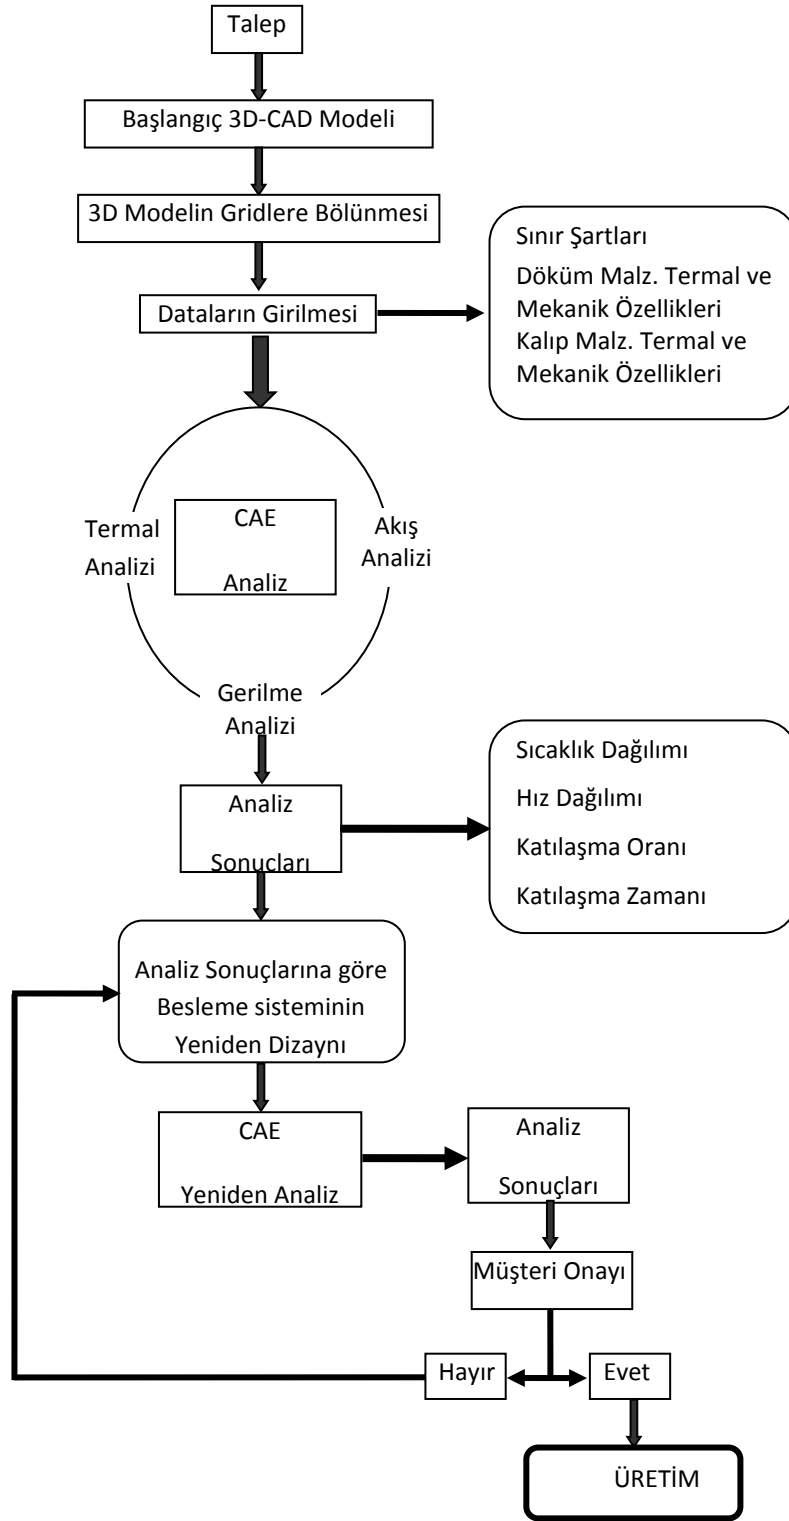 Talep
Başlangıç 3D-CAD Modeli
3D Modelin Gridlere Bölünmesi
Dataların Girilmesi
Sınır Şartları
Döküm Malz. Termal ve
Mekanik Özellikleri
Kalıp Malz. Termal ve
Mekanik Özellikleri
Termal
Analizi
CAE
Analiz
Akış
Analizi
Gerilme
Analizi
Analiz
Sonuçları
Sıcaklık Dağılımı
Hız Dağılımı
Katılaşma Oranı
Katılaşma Zamanı
Analiz Sonuçlarına göre
Besleme sisteminin
Yeniden Dizaynı
CAE
Yeniden Analiz
Analiz
Sonuçları
Müşteri Onayı
Hayır
Evet
ÜRETİM